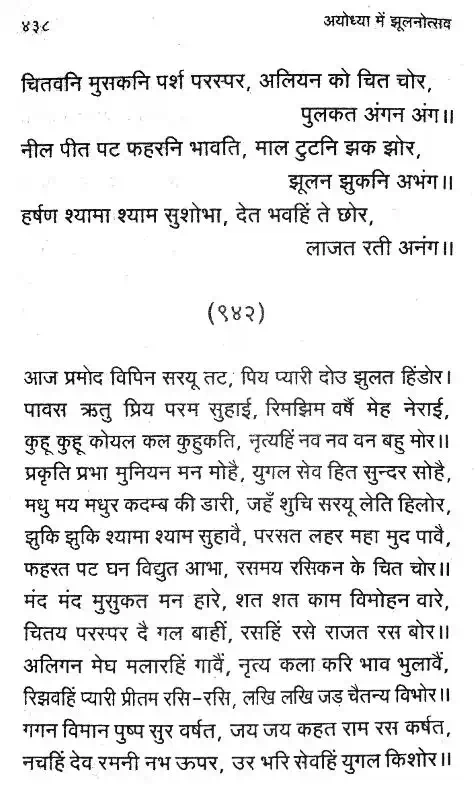 ४३८ अयोध्या में झूलनोत्सव
चितवनि मुसकनि पर्श परस्पर, अलियन को चित चोर,
पुलकत अंगन अंग॥
नील पीत पट फहरनि भावति, माल टुटनि झक झोर,
झूलन झुकनि अभंग॥
हर्षण श्यामा श्याम सुशोभा, देत भवहिं ते छोर,
लाजत रती अनंग॥
(९४२)
आज प्रमोद विपिन सरयू तट, पिय प्यारी दोउ झुलत हिंडोर।
पावस ऋतु प्रिय परम सुहाई, रिमझिम वर्षै मेह नेराई,
कुहू कुहू कोयल कल कुहुकति, नृत्यहिं नव नव वन बहु मोर॥
प्रकृति प्रभा मुनियन मन मोहै, युगल सेव हित सुन्दर सोहै,
मधु मय मधुर कदम्ब की डारी, जहँ शुचि सरयू लेति हिलोर,
झुकि झुकि श्यामा श्याम सुहावै, परसत लहर महा मुद पावै,
फहरत पट घन विद्युत आभा, रसमय रसिकन के चित चोर॥
मंद मंद मुसुकत मन हारे, शत शत काम विमोहन वारे,
चितय परस्पर दै गल बाहीं, रसहिं रसे राजत रस बोर॥
अलिगन मेघ मलारहिं गावैं, नृत्य कला करि भाव भुलावैं,
रिझवहिं प्यारी प्रीतम रसि-रसि, लखि लखि जड़ चैतन्य विभोर॥
गगन विमान पुष्प सुर वर्षत, जय जय कहत राम रस कर्षत,
नचहिं देव रमनी नभ ऊपर, उर भरि सेवहिं युगल किशोर॥